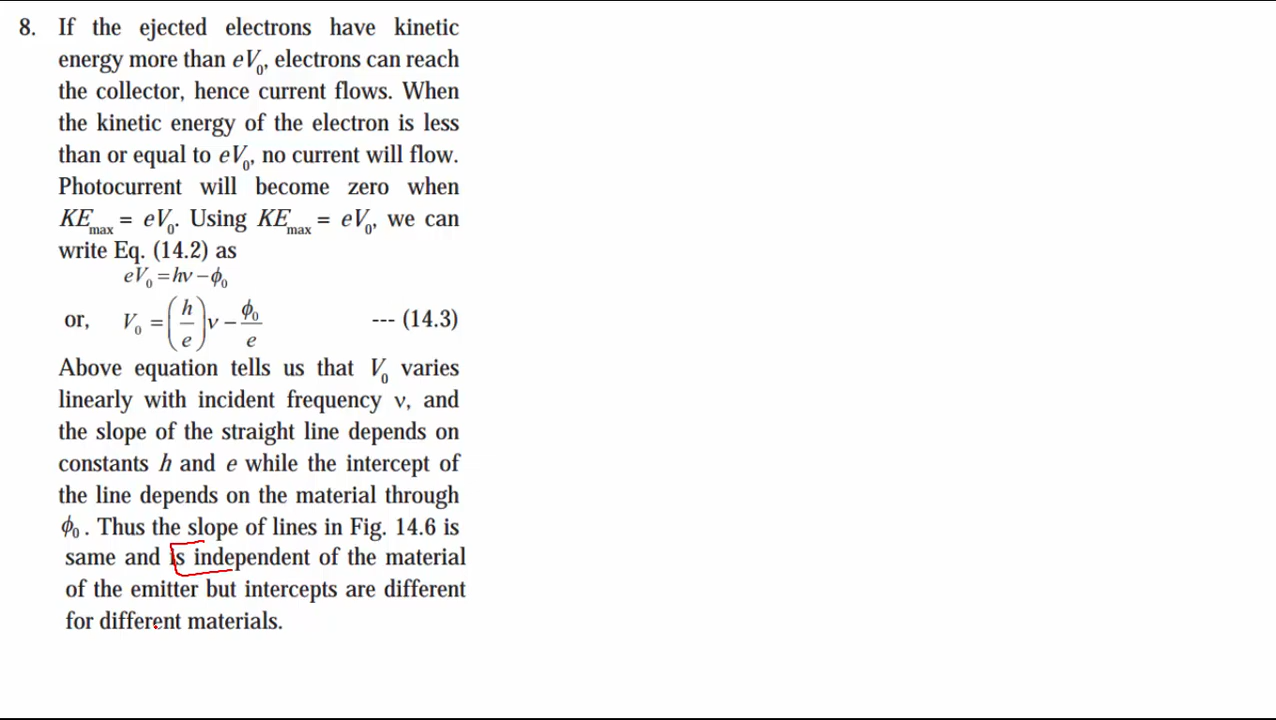 8. If the ejected electrons have kinetic
energy more than eV₀, electrons can reach
the collector, hence current flows. When
the kinetic energy of the electron is less
than or equal to eV₀, no current will flow.
Photocurrent will become zero when
KEmax = eV₀. Using KEmax = eV₀, we can
write Eq. (14.2) as
eV₀ = hν − ϕ₀
or, V₀ = (h/e)ν − ϕ₀/e --- (14.3)
Above equation tells us that V₀ varies
linearly with incident frequency ν, and
the slope of the straight line depends on
constants h and e while the intercept of
the line depends on the material through
ϕ₀ . Thus the slope of lines in Fig. 14.6 is
same and is independent of the material
of the emitter but intercepts are different
for different materials.